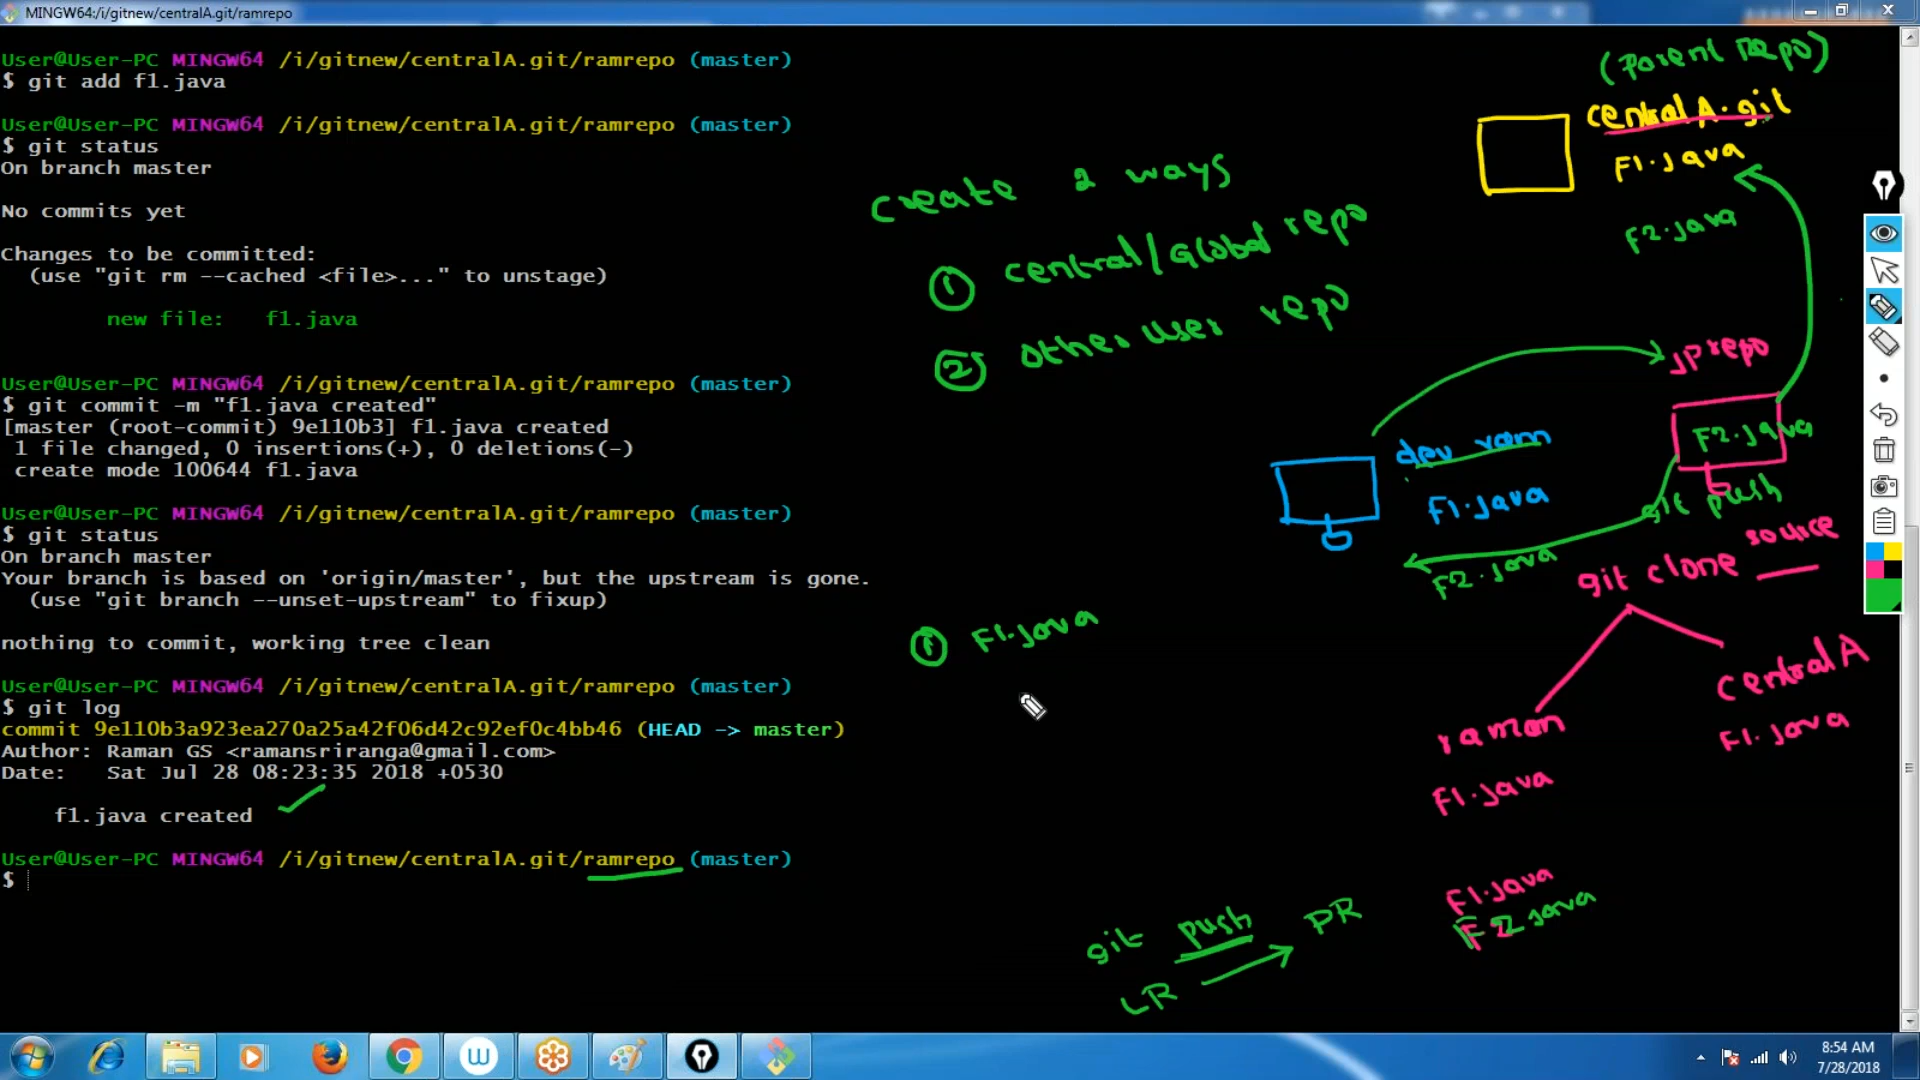 MINGW64:/i/gitnew/centralA.git/ramrepo
User@User-PC MINGW64 /i/gitnew/centralA.git/ramrepo (master)
$ git add f1.java
User@User-PC MINGW64 /i/gitnew/centralA.git/ramrepo (master)
$ git status
On branch master
No commits yet
Changes to be committed:
(use "git rm --cached <file>..." to unstage)
new file:   f1.java
User@User-PC MINGW64 /i/gitnew/centralA.git/ramrepo (master)
$ git commit -m "f1.java created"
[master (root-commit) 9e110b3] f1.java created
1 file changed, 0 insertions(+), 0 deletions(-)
create mode 100644 f1.java
User@User-PC MINGW64 /i/gitnew/centralA.git/ramrepo (master)
$ git status
On branch master
Your branch is based on 'origin/master', but the upstream is gone.
(use "git branch --unset-upstream" to fixup)
nothing to commit, working tree clean
User@User-PC MINGW64 /i/gitnew/centralA.git/ramrepo (master)
$ git log
commit 9e110b3a923ea270a25a42f06d42c92ef0c4bb46 (HEAD -> master)
Author: Raman GS <ramansriranga@gmail.com>
Date:   Sat Jul 28 08:23:35 2018 +0530
f1.java created
User@User-PC MINGW64 /i/gitnew/centralA.git/ramrepo (master)
$
(Parent Repo)
central A.git
F1.java
F2.java
create 2 ways
1 central/Global repo
2 other user repo
JP repo
F2.java
git push
dev ram
F1.java
F2.java
git clone source
1 F1.java
raman
F1.java
central A
F1.java
F1.java
F2 java
git push PR
LR
8:54 AM
7/28/2018